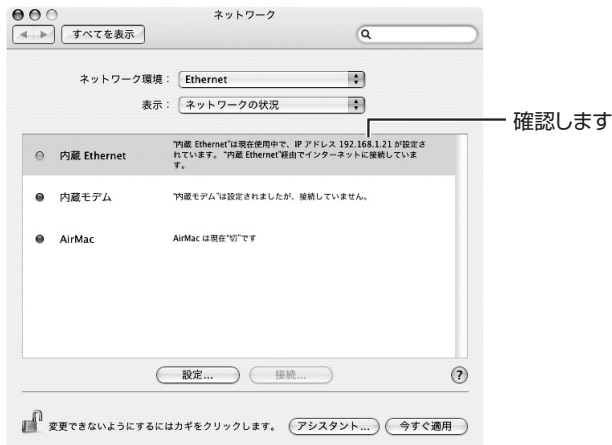 ネットワーク
すべてを表示
ネットワーク環境： Ethernet
表示： ネットワークの状況
確認します
内蔵 Ethernet
"内蔵 Ethernet"は現在使用中で、IP アドレス 192.168.1.21 が設定さ
れています。"内蔵 Ethernet"経由でインターネットに接続していま
す。
内蔵モデム
"内蔵モデム"は設定されましたが、接続していません。
AirMac
AirMac は現在"切"です
設定...
接続...
?
変更できないようにするにはカギをクリックします。
アシスタント...
今すぐ適用